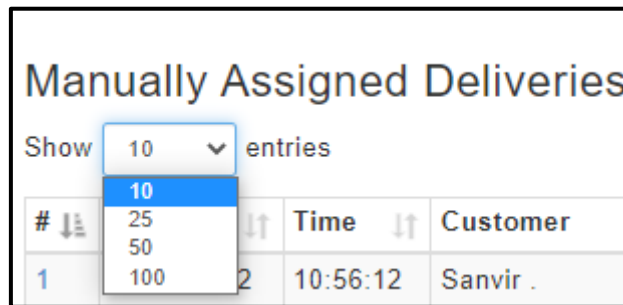 Manually Assigned Deliveries
Show 10 entries
10
# Time Customer
25
50
1 2 10:56:12 Sanvir .
100